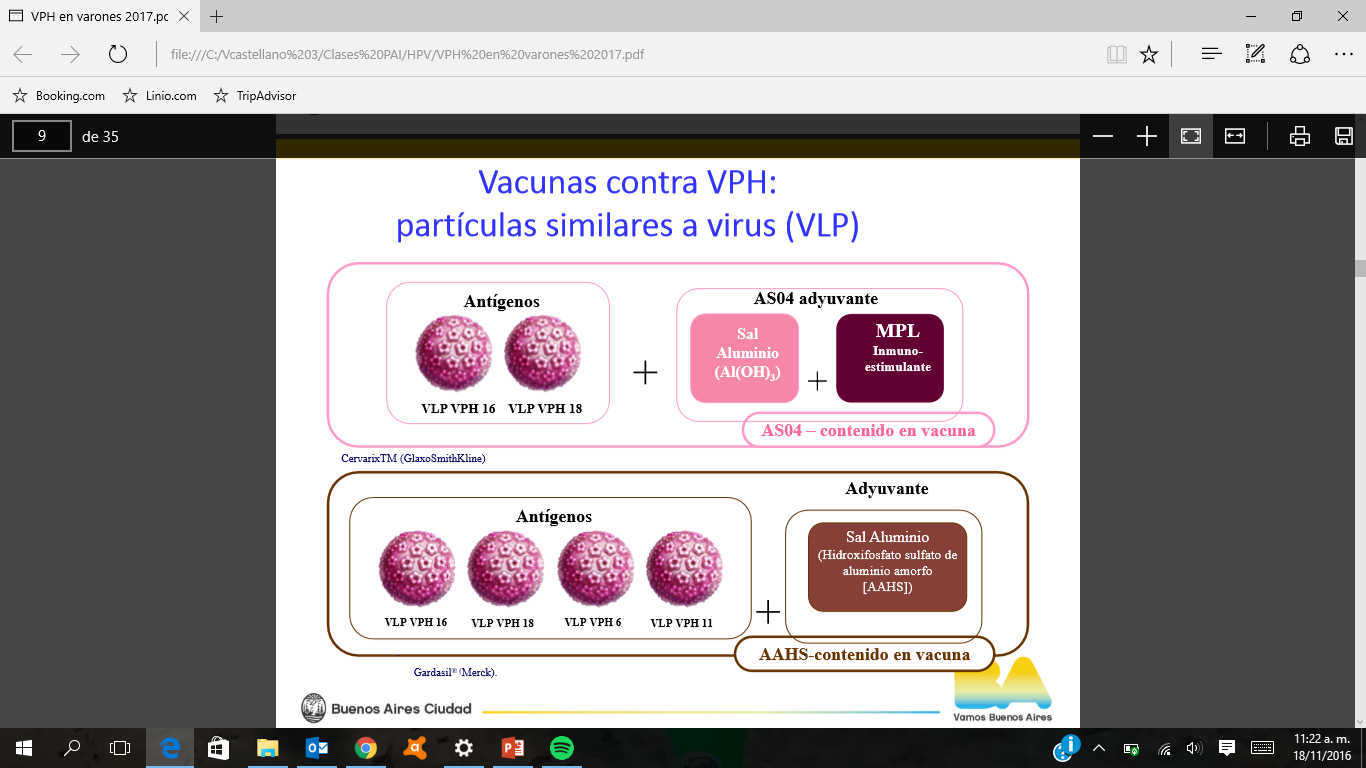 VPH en varones 2017.pc
file:///C:/Vcastellano%203/Clases%20PAI/HPV/VPH%20en%20varones%202017.pdf
Booking.com Linio.com TripAdvisor
9 de 35
Vacunas contra VPH:
partículas similares a virus (VLP)
Antígenos
VLP VPH 16 VLP VPH 18
+
AS04 adyuvante
Sal
Aluminio
(Al(OH)3)
+
MPL
Inmuno-
estimulante
AS04 – contenido en vacuna
CervarixTM (GlaxoSmithKline)
Antígenos
VLP VPH 16 VLP VPH 18 VLP VPH 6 VLP VPH 11
+
Adyuvante
Sal Aluminio
(Hidroxifosfato sulfato de
aluminio amorfo
[AAHS])
AAHS-contenido en vacuna
Gardasil® (Merck).
Buenos Aires Ciudad
BA
Vamos Buenos Aires
11:22 a. m.
18/11/2016